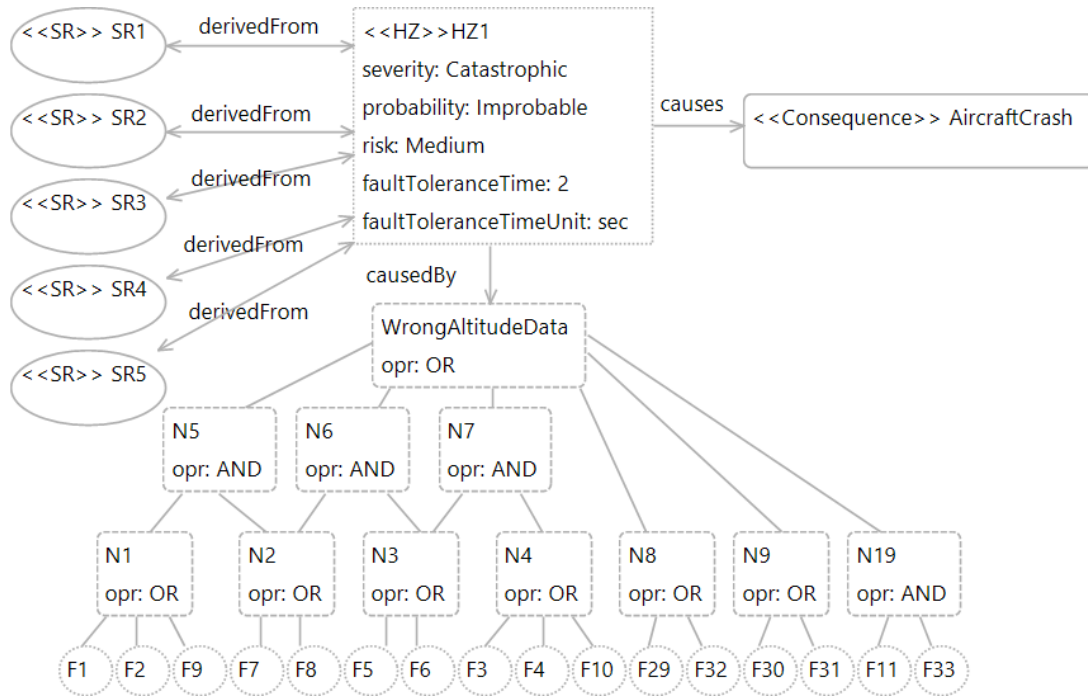 <<SR>> SR1
derivedFrom
<<HZ>>HZ1
severity: Catastrophic
probability: Improbable
risk: Medium
faultToleranceTime: 2
faultToleranceTimeUnit: sec
causes
<<Consequence>> AircraftCrash
<<SR>> SR2
derivedFrom
<<SR>> SR3
derivedFrom
<<SR>> SR4
derivedFrom
<<SR>> SR5
derivedFrom
causedBy
WrongAltitudeData
opr: OR
N5
opr: AND
N6
opr: AND
N7
opr: AND
N1
opr: OR
N2
opr: OR
N3
opr: OR
N4
opr: OR
N8
opr: OR
N9
opr: OR
N19
opr: AND
F1
F2
F9
F7
F8
F5
F6
F3
F4
F10
F29
F32
F30
F31
F11
F33